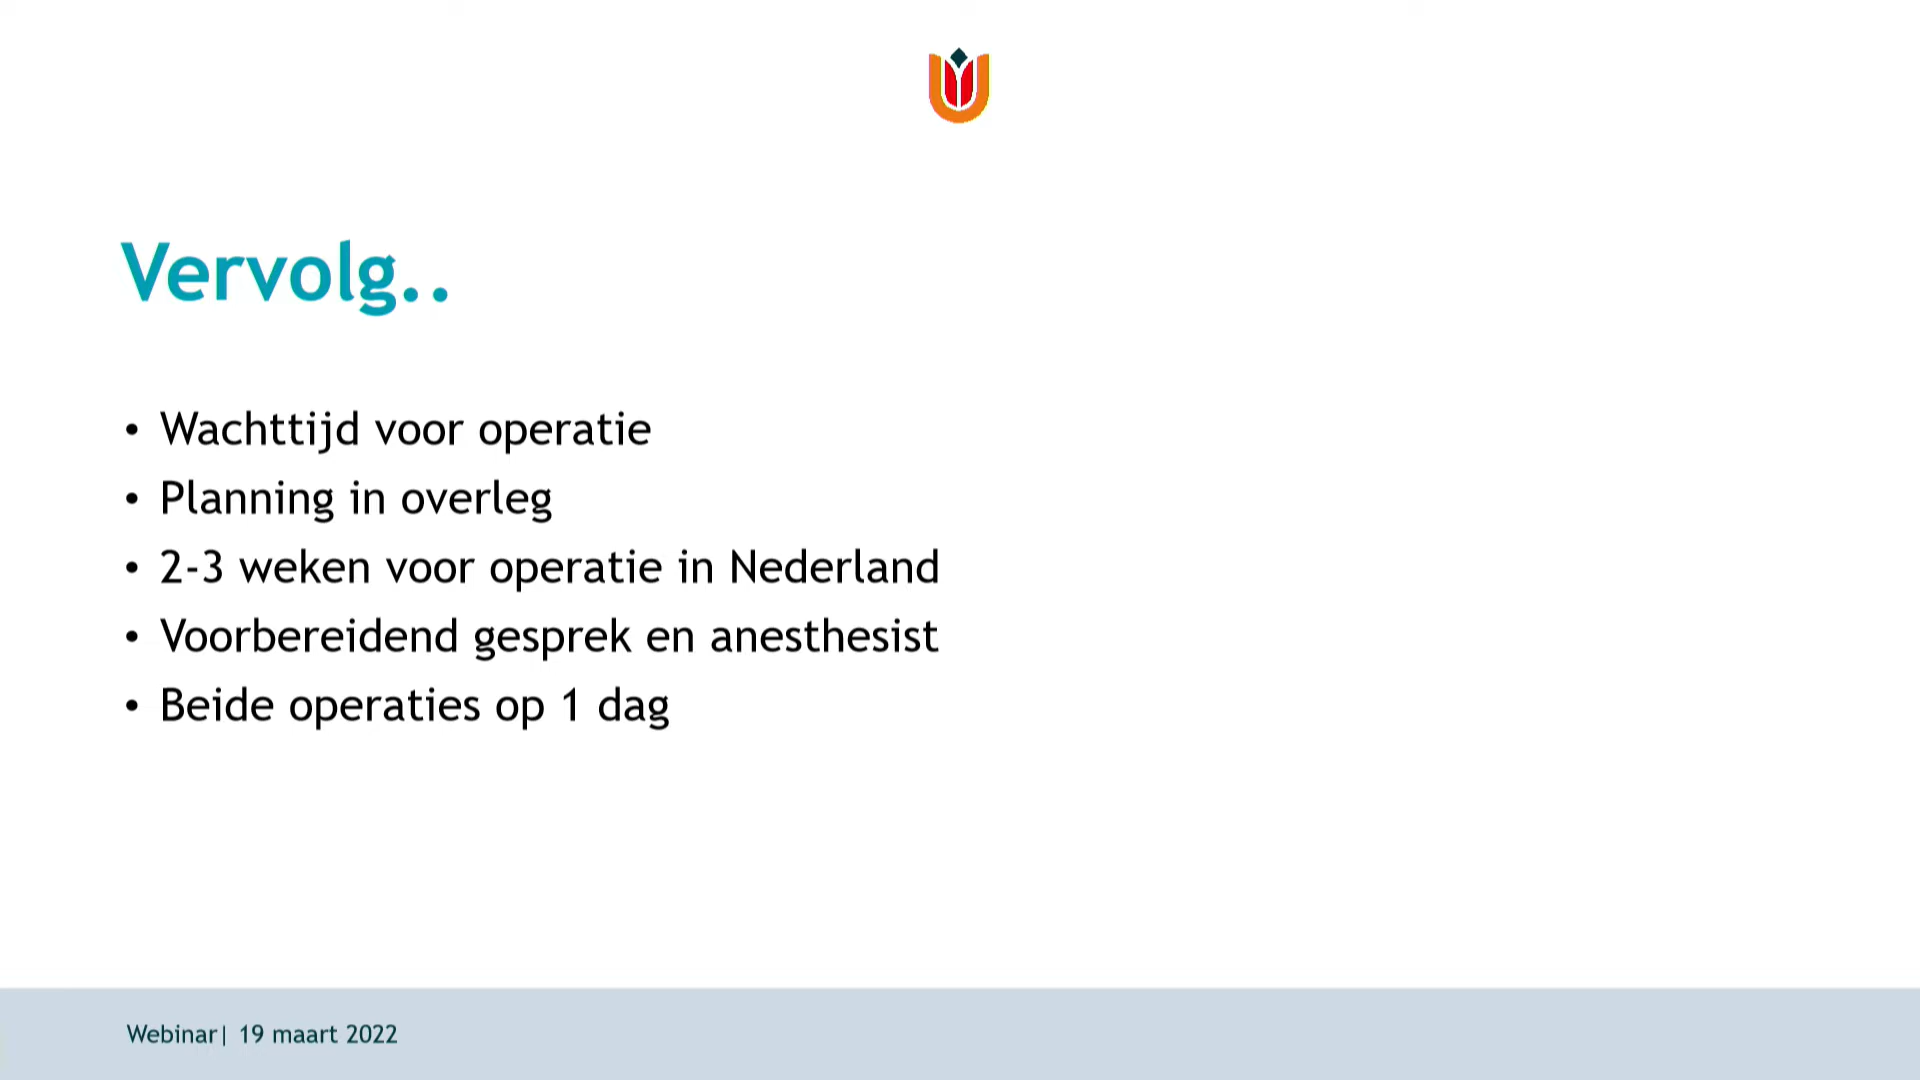 Vervolg..
• Wachttijd voor operatie
• Planning in overleg
• 2-3 weken voor operatie in Nederland
• Voorbereidend gesprek en anesthesist
• Beide operaties op 1 dag
Webinar| 19 maart 2022